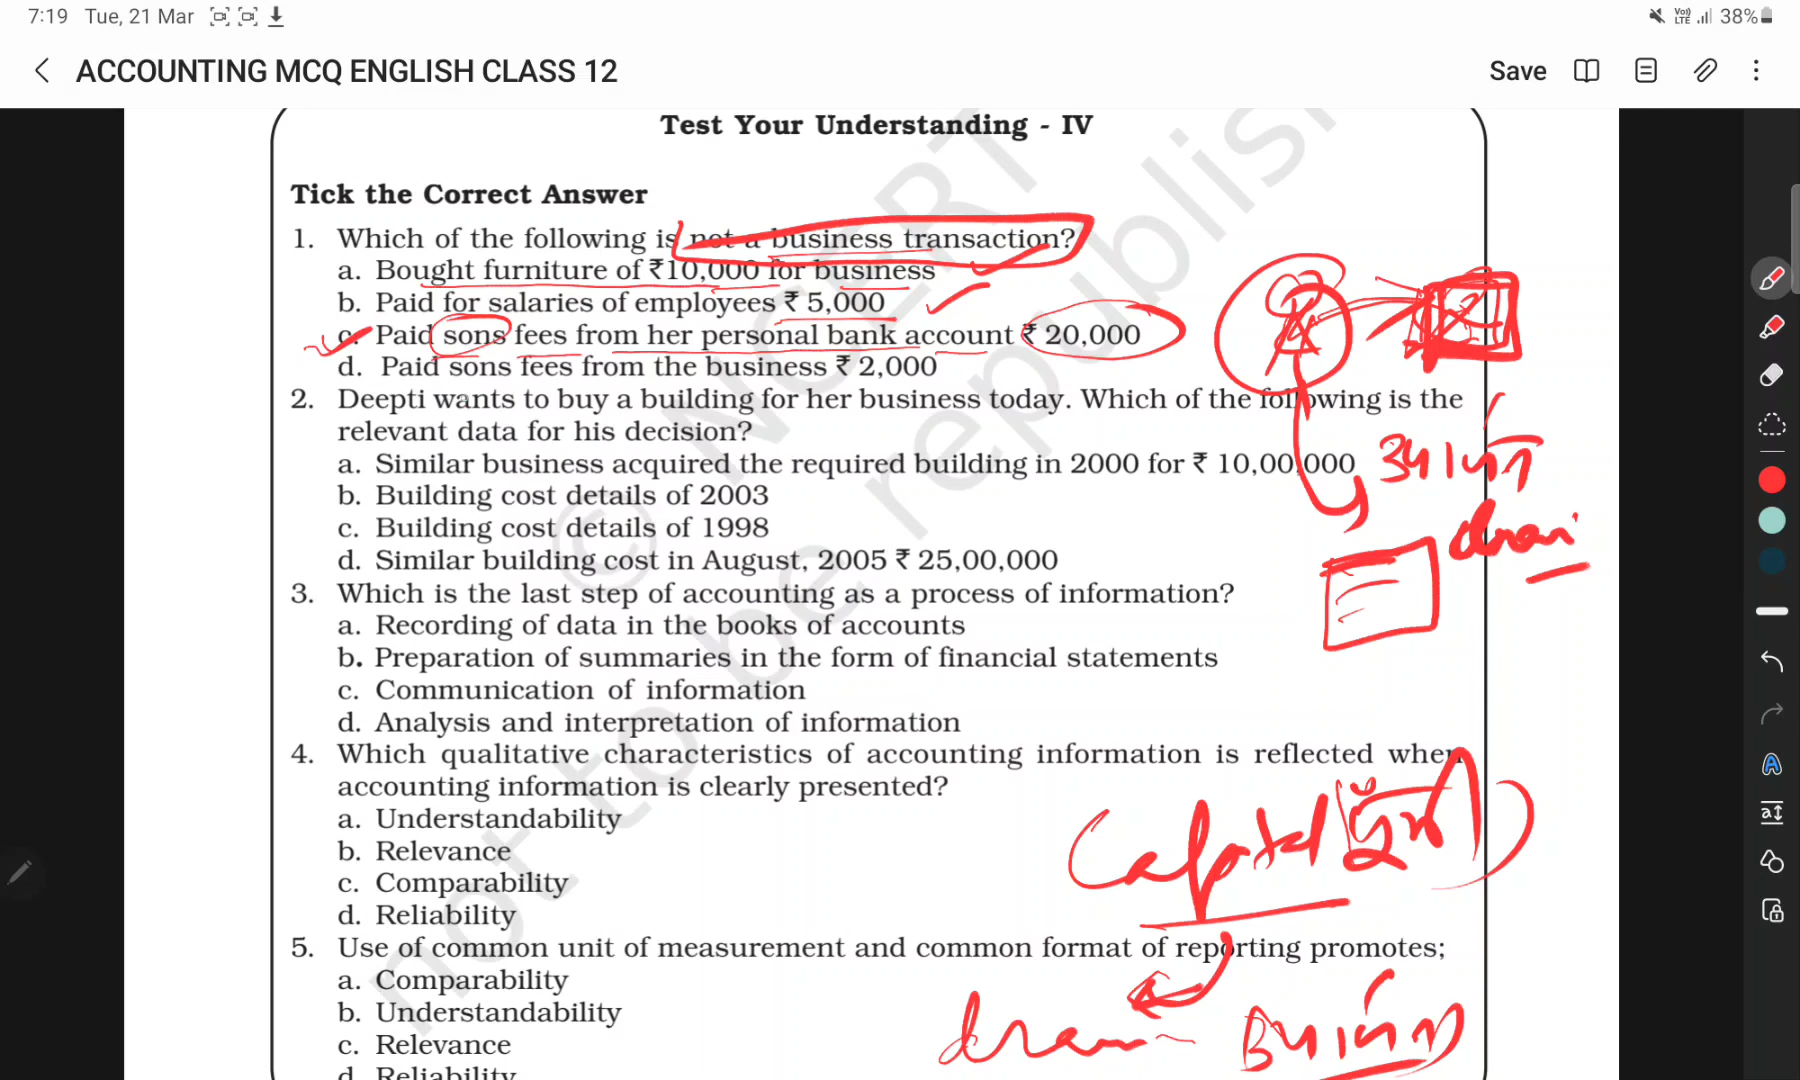 7:19 Tue, 21 Mar 38%
ACCOUNTING MCQ ENGLISH CLASS 12
Save
Test Your Understanding - IV
Tick the Correct Answer
1. Which of the following is not a business transaction?
a. Bought furniture of ₹10,000 for business
b. Paid for salaries of employees ₹ 5,000
c. Paid sons fees from her personal bank account ₹ 20,000
d. Paid sons fees from the business ₹ 2,000
2. Deepti wants to buy a building for her business today. Which of the following is the
relevant data for his decision?
a. Similar business acquired the required building in 2000 for ₹ 10,00,000
b. Building cost details of 2003
c. Building cost details of 1998
d. Similar building cost in August, 2005 ₹ 25,00,000
3. Which is the last step of accounting as a process of information?
a. Recording of data in the books of accounts
b. Preparation of summaries in the form of financial statements
c. Communication of information
d. Analysis and interpretation of information
4. Which qualitative characteristics of accounting information is reflected when
accounting information is clearly presented?
a. Understandability
b. Relevance
c. Comparability
d. Reliability
Capital
5. Use of common unit of measurement and common format of reporting promotes;
a. Comparability
b. Understandability
c. Relevance
d. Reliability
© NCERT
not to be republish